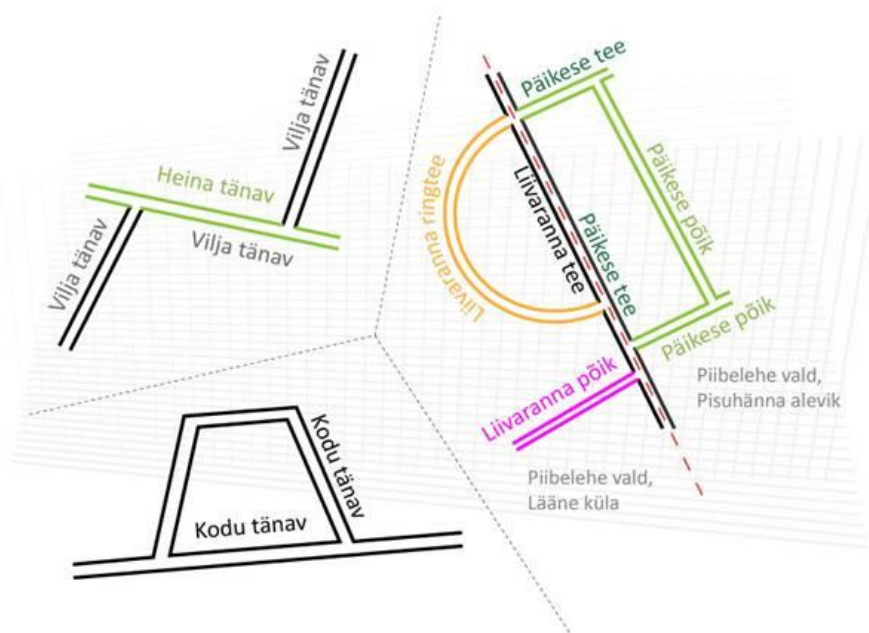 Vilja tänav
Heina tänav
Vilja tänav
Vilja tänav
Päikese tee
Päikese põik
Liivaranna tee
Päikese tee
Liivaranna ringtee
Päikese põik
Liivaranna põik
Piibelehe vald,
Pisuhänna alevik
Piibelehe vald,
Lääne küla
Kodu tänav
Kodu tänav